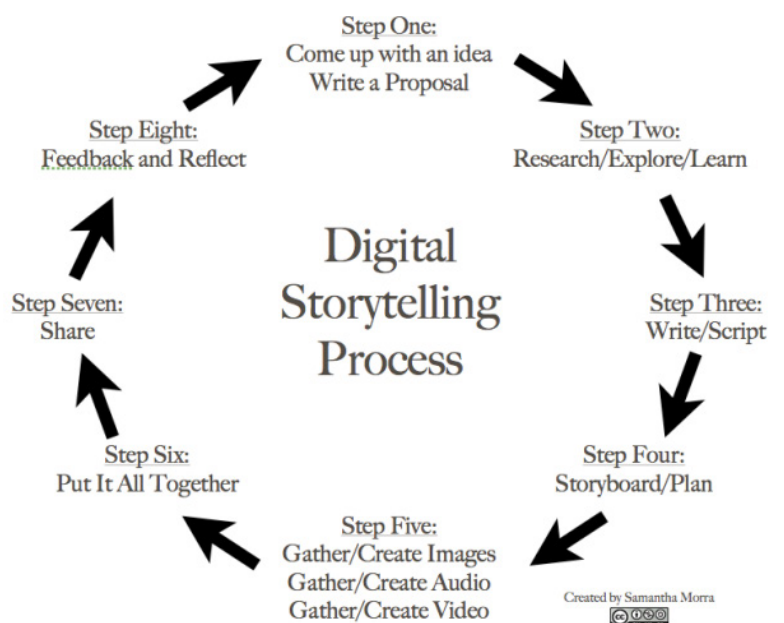 Step One:
Come up with an idea
Write a Proposal
Step Two:
Research/Explore/Learn
Step Three:
Write/Script
Step Four:
Storyboard/Plan
Step Five:
Gather/Create Images
Gather/Create Audio
Gather/Create Video
Step Six:
Put It All Together
Step Seven:
Share
Step Eight:
Feedback and Reflect
Digital
Storytelling
Process
Created by Samantha Morra